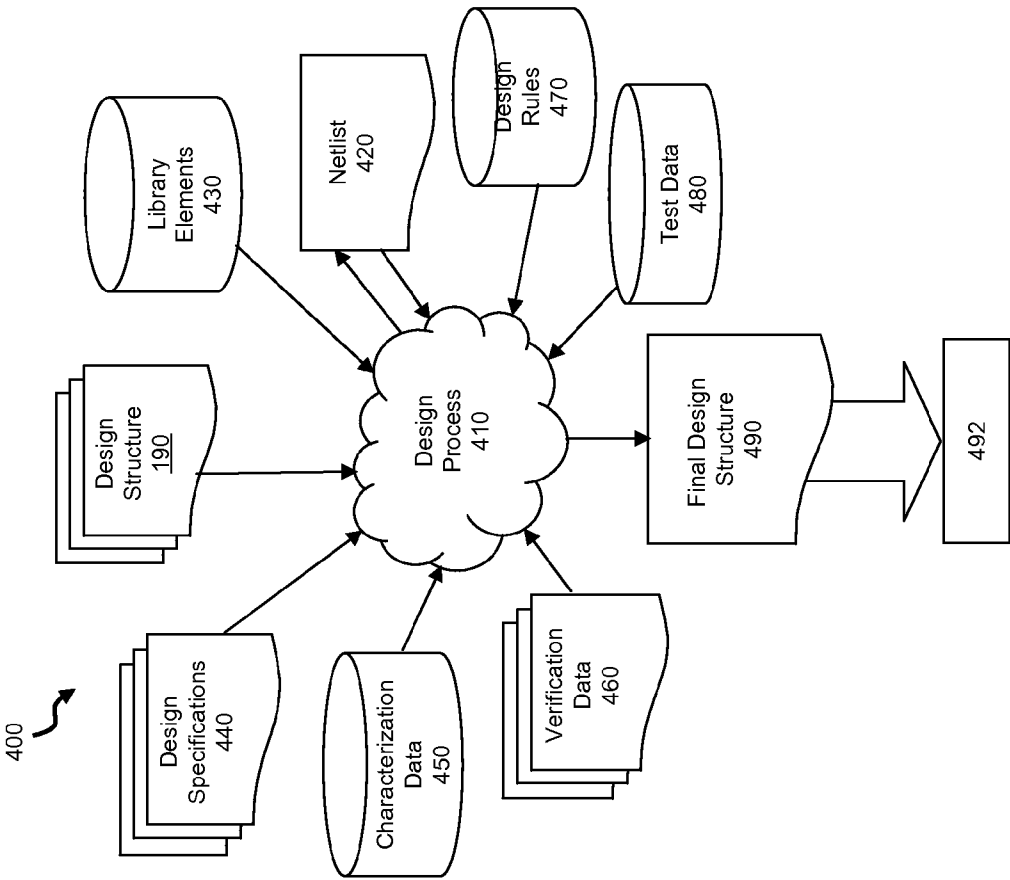 400
Design
Structure
190
Library
Elements
430
Design
Specifications
440
Netlist
420
Characterization
Data
450
Design
Process
410
Design
Rules
470
Verification
Data
460
Test Data
480
Final Design
Structure
490
492